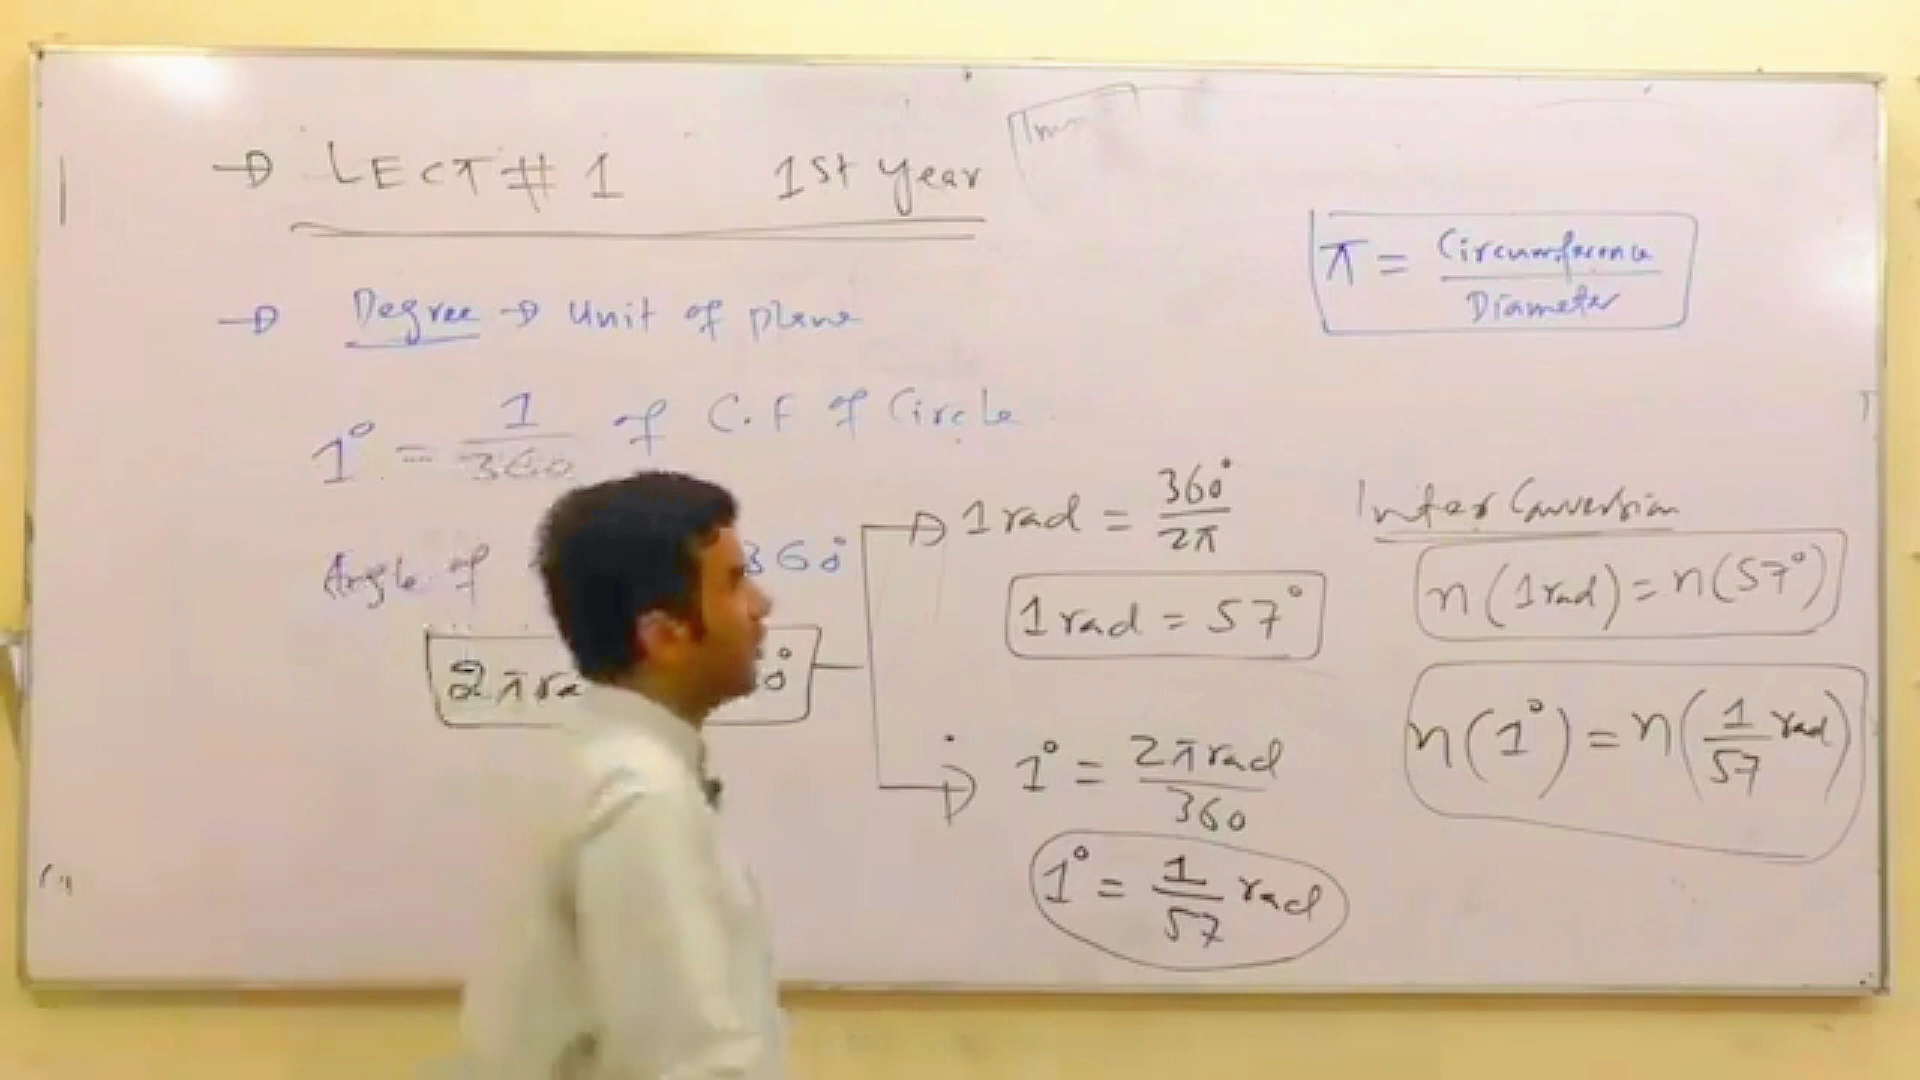 → LECT # 1 1st year
π = Circumference / Diameter
→ Degree → Unit of plane
1° = 1/360 of C.F of Circle
Angle of 360°
2π ra
1 rad = 360°/2π
1 rad = 57°
1° = 2π rad/360
1° = 1/57 rad
Inter Conversion
n(1 rad) = n(57°)
n(1°) = n(1/57 rad)